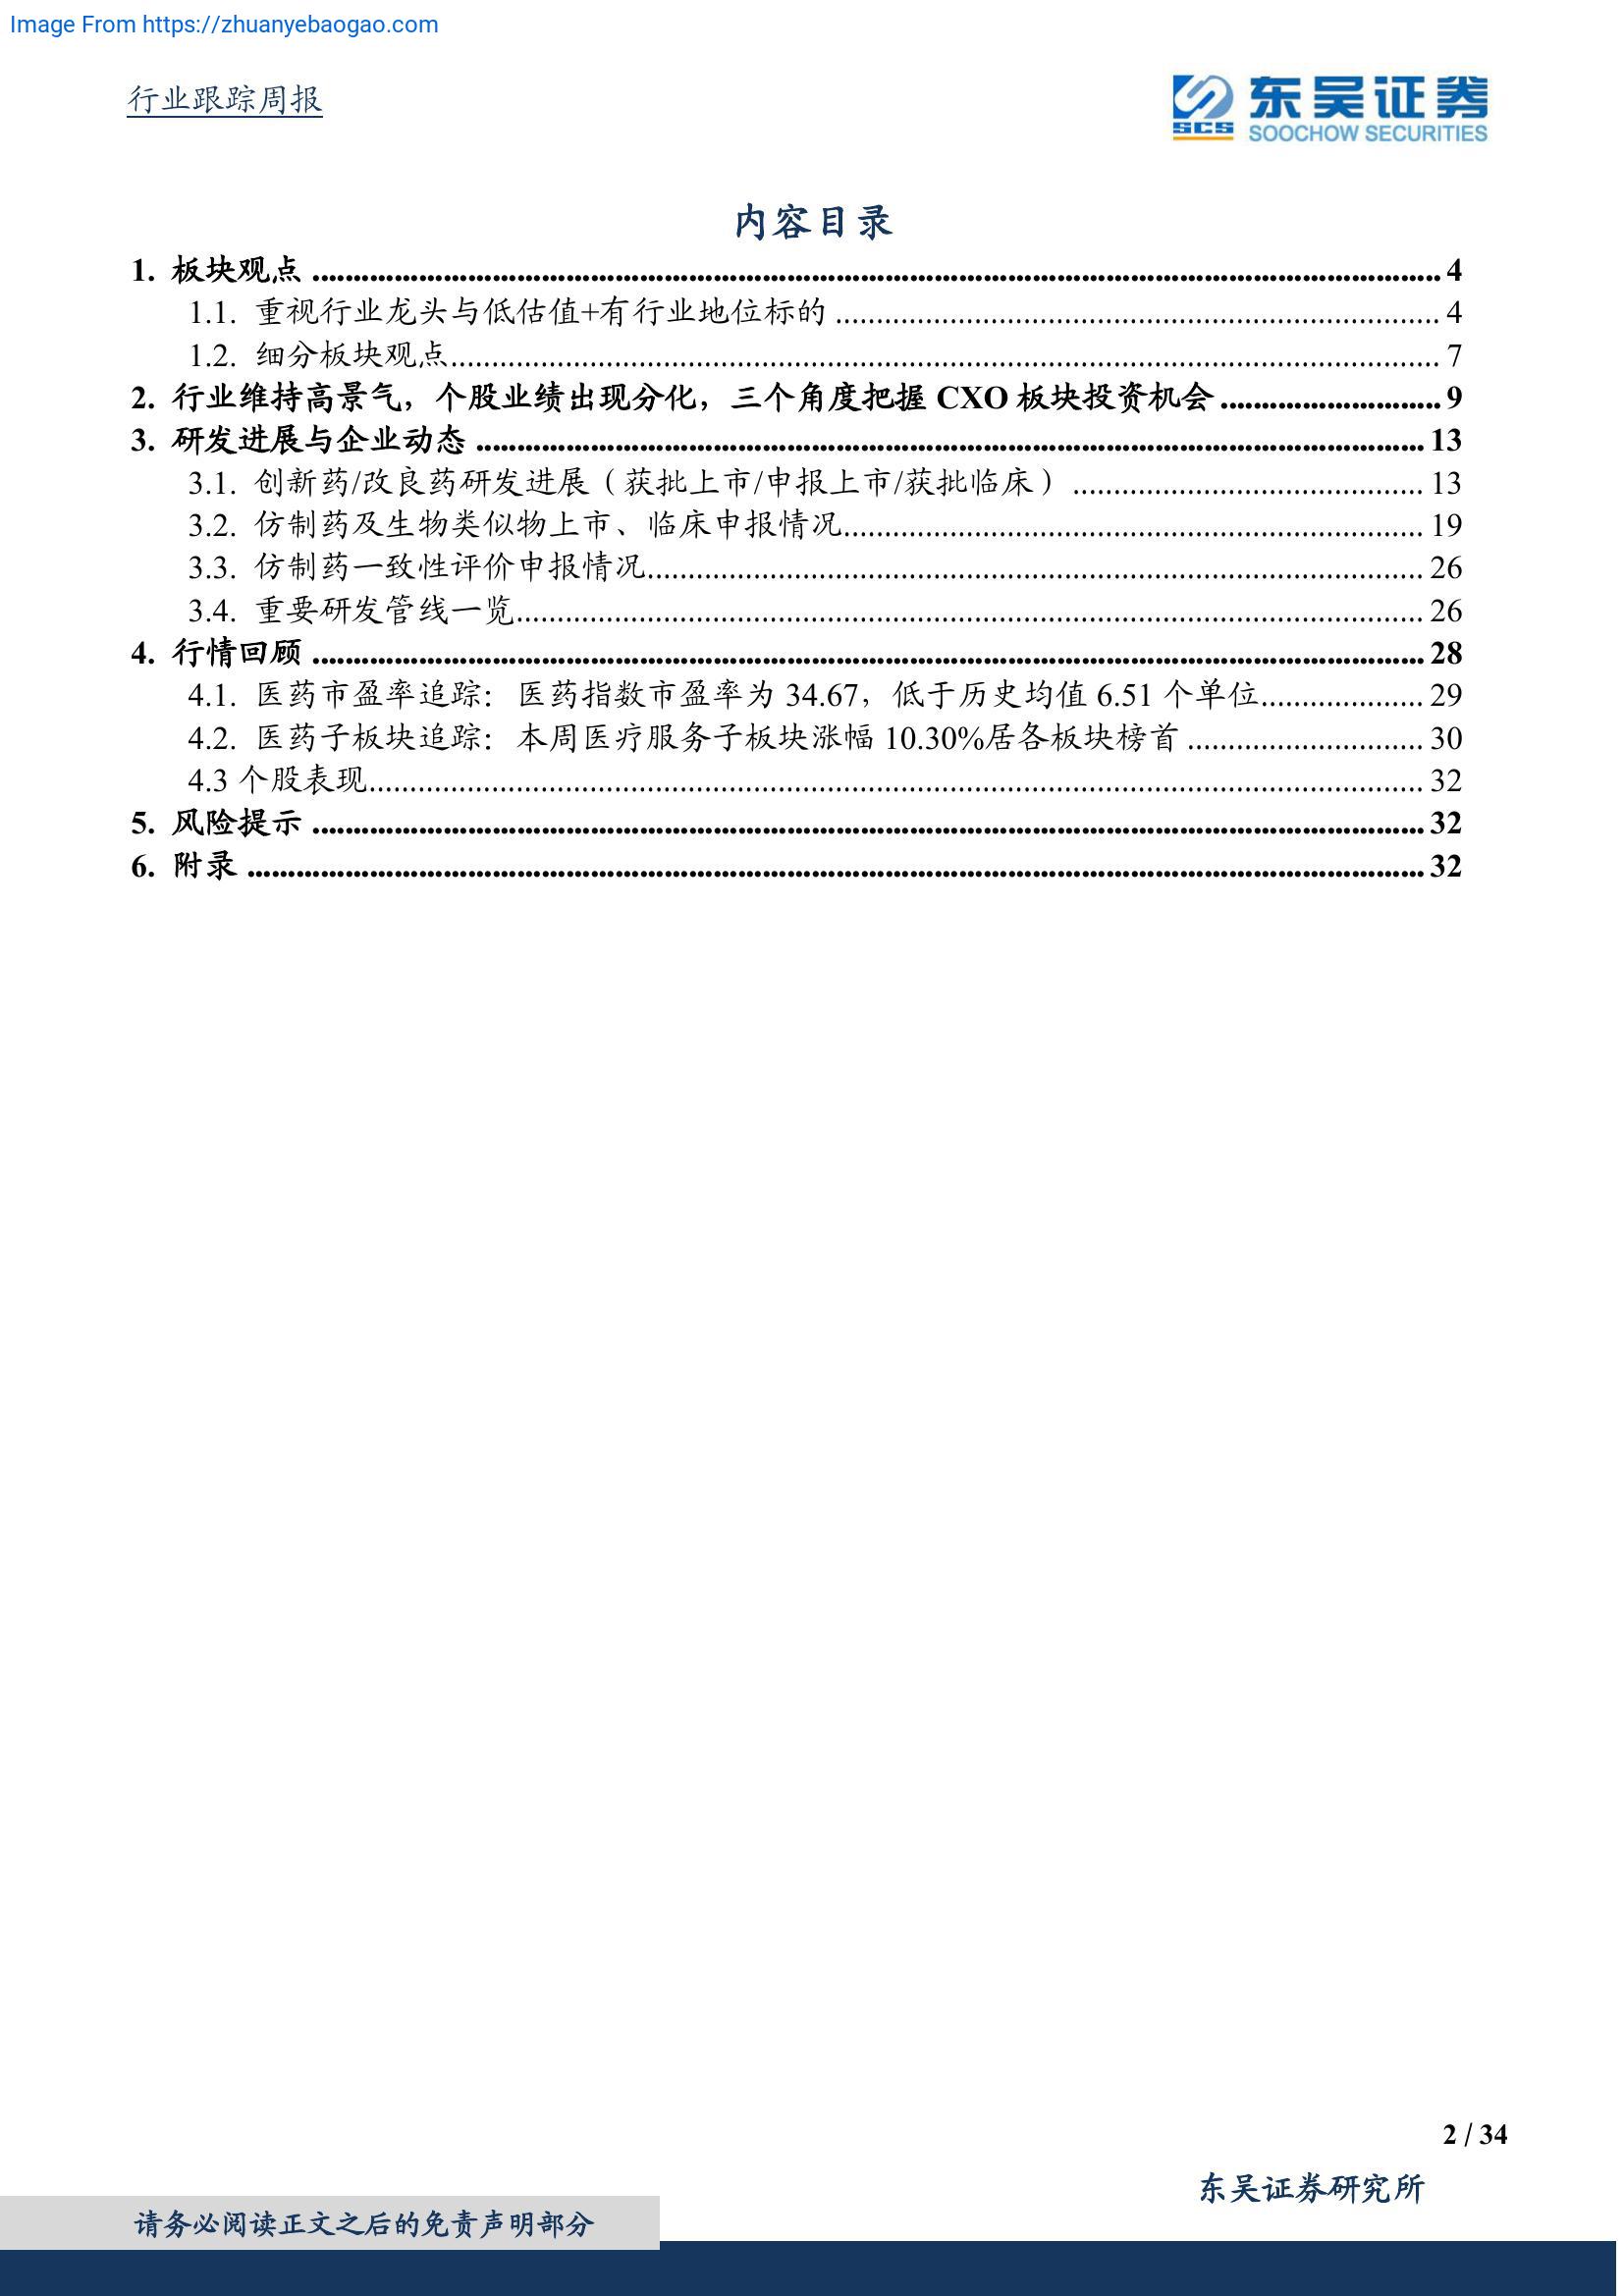 Image From https://zhuanyebaogao.com
行业跟踪周报
东吴证券
SCS
SOOCHOW SECURITIES
内容目录
1. 板块观点 ........ 4
1.1. 重视行业龙头与低估值+有行业地位标的 ........ 4
1.2. 细分板块观点........ 7
2. 行业维持高景气，个股业绩出现分化，三个角度把握 CXO 板块投资机会 ........ 9
3. 研发进展与企业动态 ........ 13
3.1. 创新药/改良药研发进展（获批上市/申报上市/获批临床） ........ 13
3.2. 仿制药及生物类似物上市、临床申报情况........ 19
3.3. 仿制药一致性评价申报情况........ 26
3.4. 重要研发管线一览........ 26
4. 行情回顾 ........ 28
4.1. 医药市盈率追踪：医药指数市盈率为 34.67，低于历史均值 6.51 个单位........ 29
4.2. 医药子板块追踪：本周医疗服务子板块涨幅 10.30%居各板块榜首 ........ 30
4.3 个股表现........ 32
5. 风险提示 ........ 32
6. 附录 ........ 32
2 / 34
东吴证券研究所
请务必阅读正文之后的免责声明部分